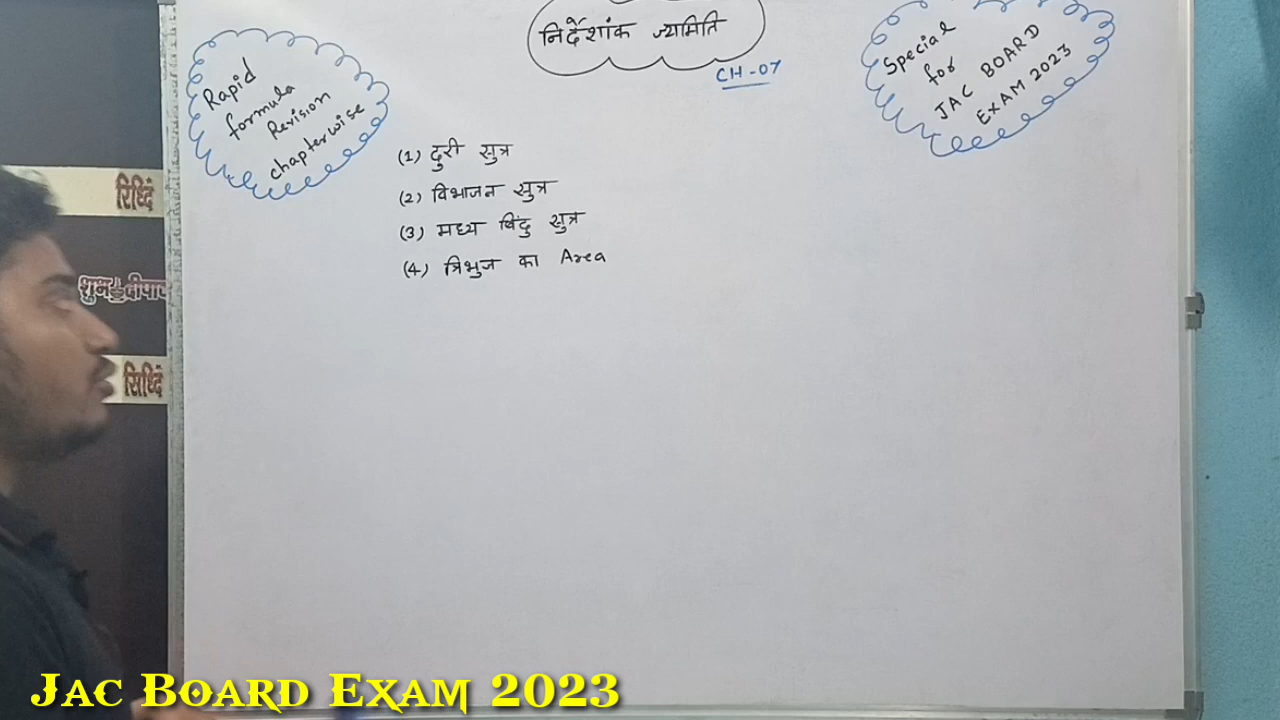 निर्देशांक ज्यमिति
CH-07
Rapid
formula
Revision
chapterwise
Special
for
JAC BOARD
EXAM 2023
(1) दुरी सुत्र
(2) विभाजन सुत्र
(3) मध्य बिंदु सुत्र
(4) त्रिभुज का Area
रिध्दि
शुभ
सिध्दि
JAC BOARD EXAM 2023